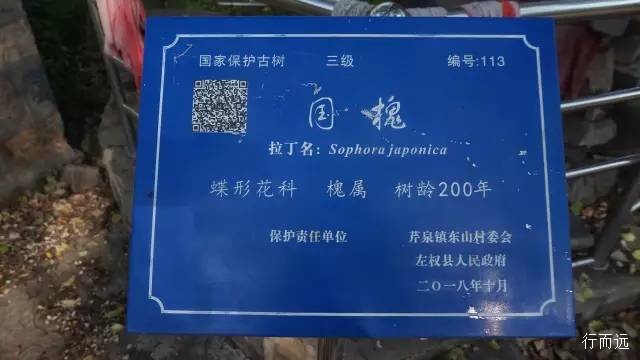 国家保护古树 三级 编号:113
国槐
拉丁名：Sophora japonica
蝶形花科 槐属 树龄200年
保护责任单位 芹泉镇东山村委会
左权县人民政府
二〇一八年十月
行而远